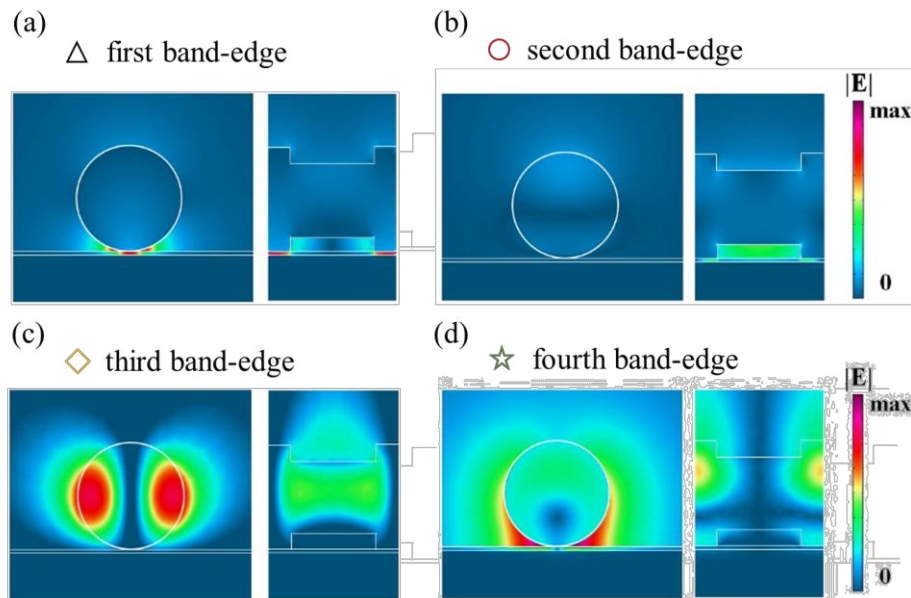 (a)
△ first band-edge
(b)
○ second band-edge
|E|
max
0
(c)
◇ third band-edge
(d)
☆ fourth band-edge
|E|
max
0